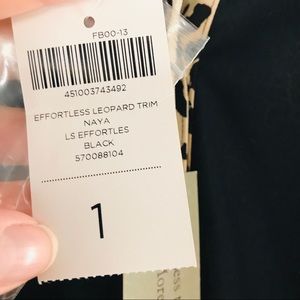 FB00-13
451003743492
EFFORTLESS LEOPARD TRIM
NAYA
LS EFFORTLES
BLACK
570088104
1